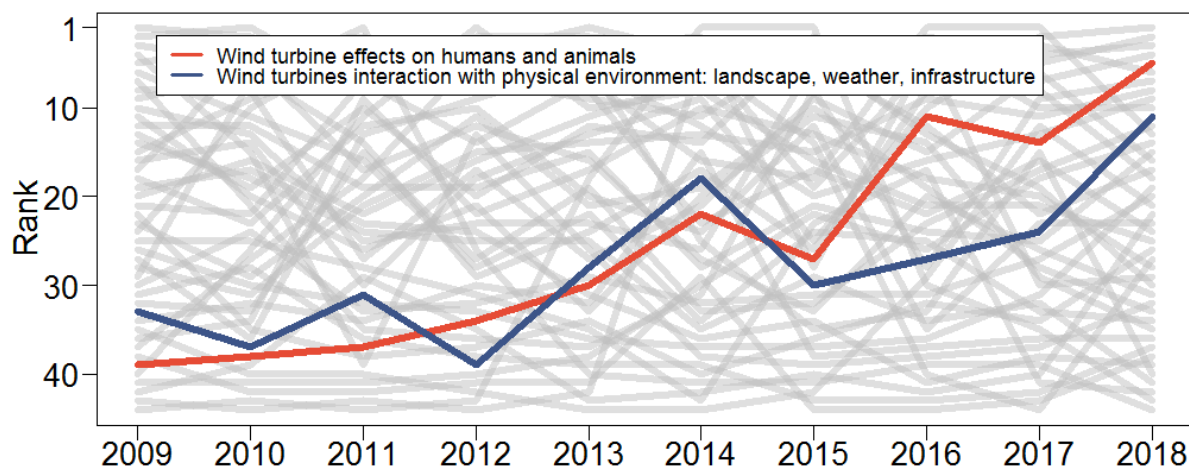 1
Wind turbine effects on humans and animals
Wind turbines interaction with physical environment: landscape, weather, infrastructure
10
20
Rank
30
40
2009 2010 2011 2012 2013 2014 2015 2016 2017 2018